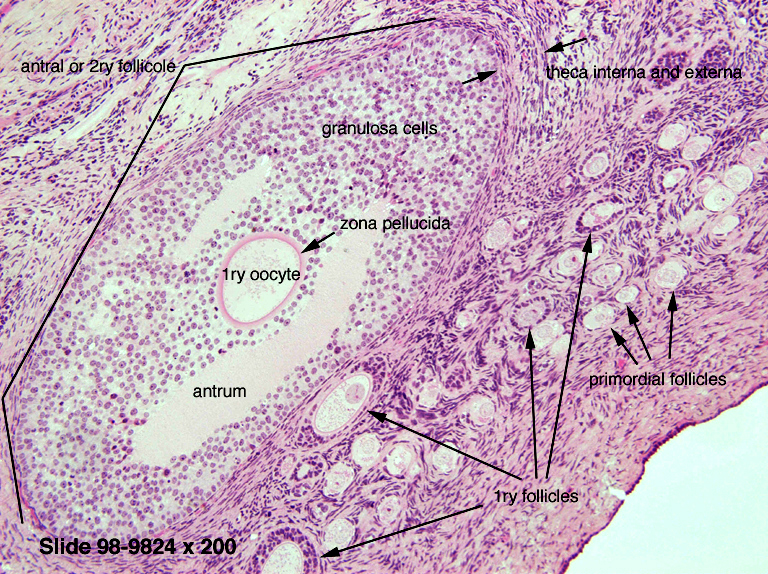 antral or 2ry follicole
theca interna and externa
granulosa cells
zona pellucida
1ry oocyte
primordial follicles
antrum
1ry follicles
Slide 98-9824 x 200